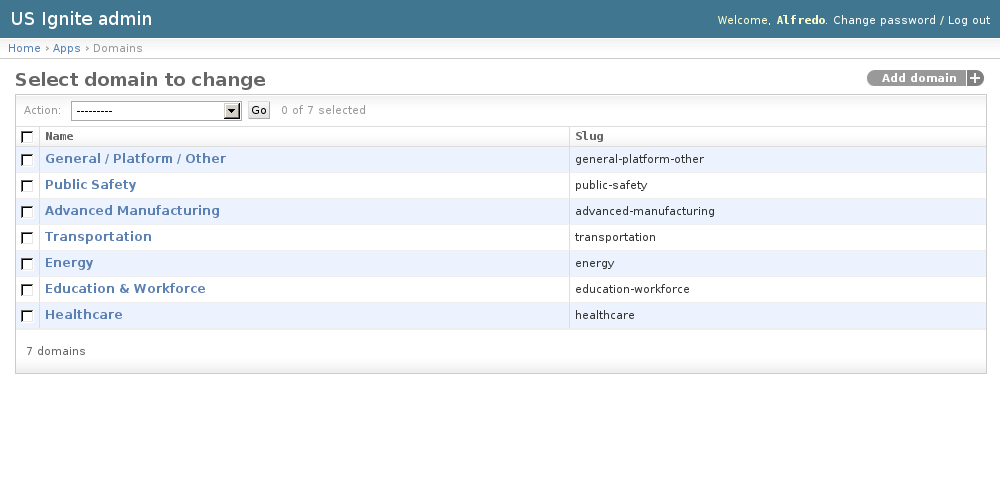 US Ignite admin
Welcome, Alfredo. Change password / Log out
Home › Apps › Domains
Select domain to change
Add domain
Action: --------- Go 0 of 7 selected
Name Slug
General / Platform / Other general-platform-other
Public Safety public-safety
Advanced Manufacturing advanced-manufacturing
Transportation transportation
Energy energy
Education & Workforce education-workforce
Healthcare healthcare
7 domains